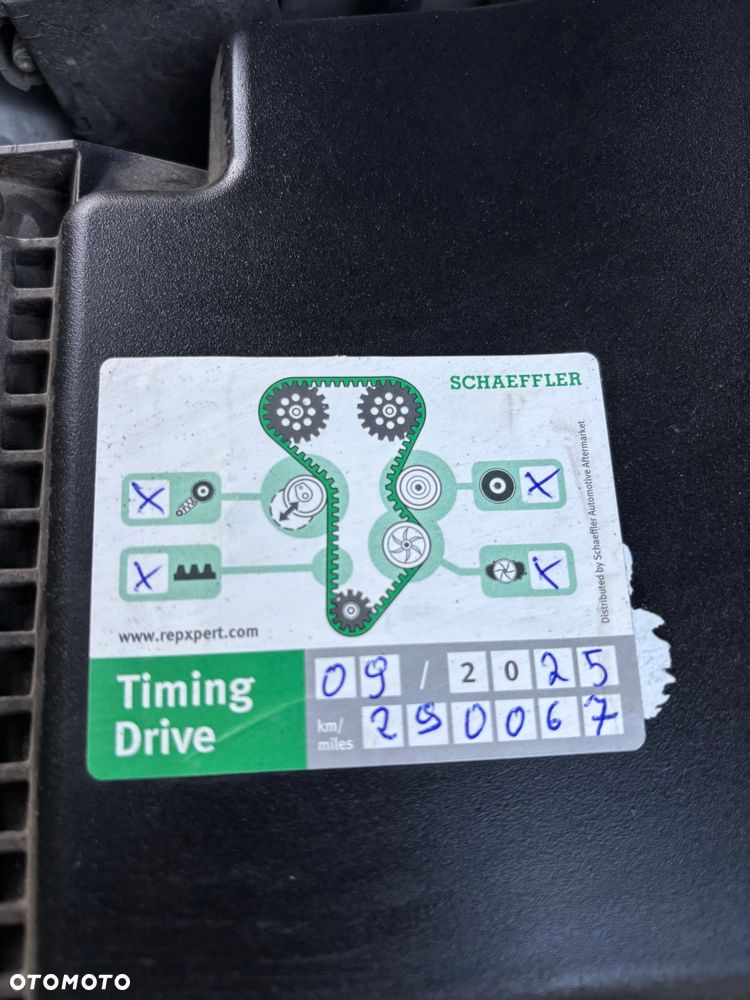 SCHAEFFLER
Distributed by Schaeffler Automotive Aftermarket
www.repxpert.com
Timing
Drive
09 / 2025
km/
miles
290067
OTOMOTO